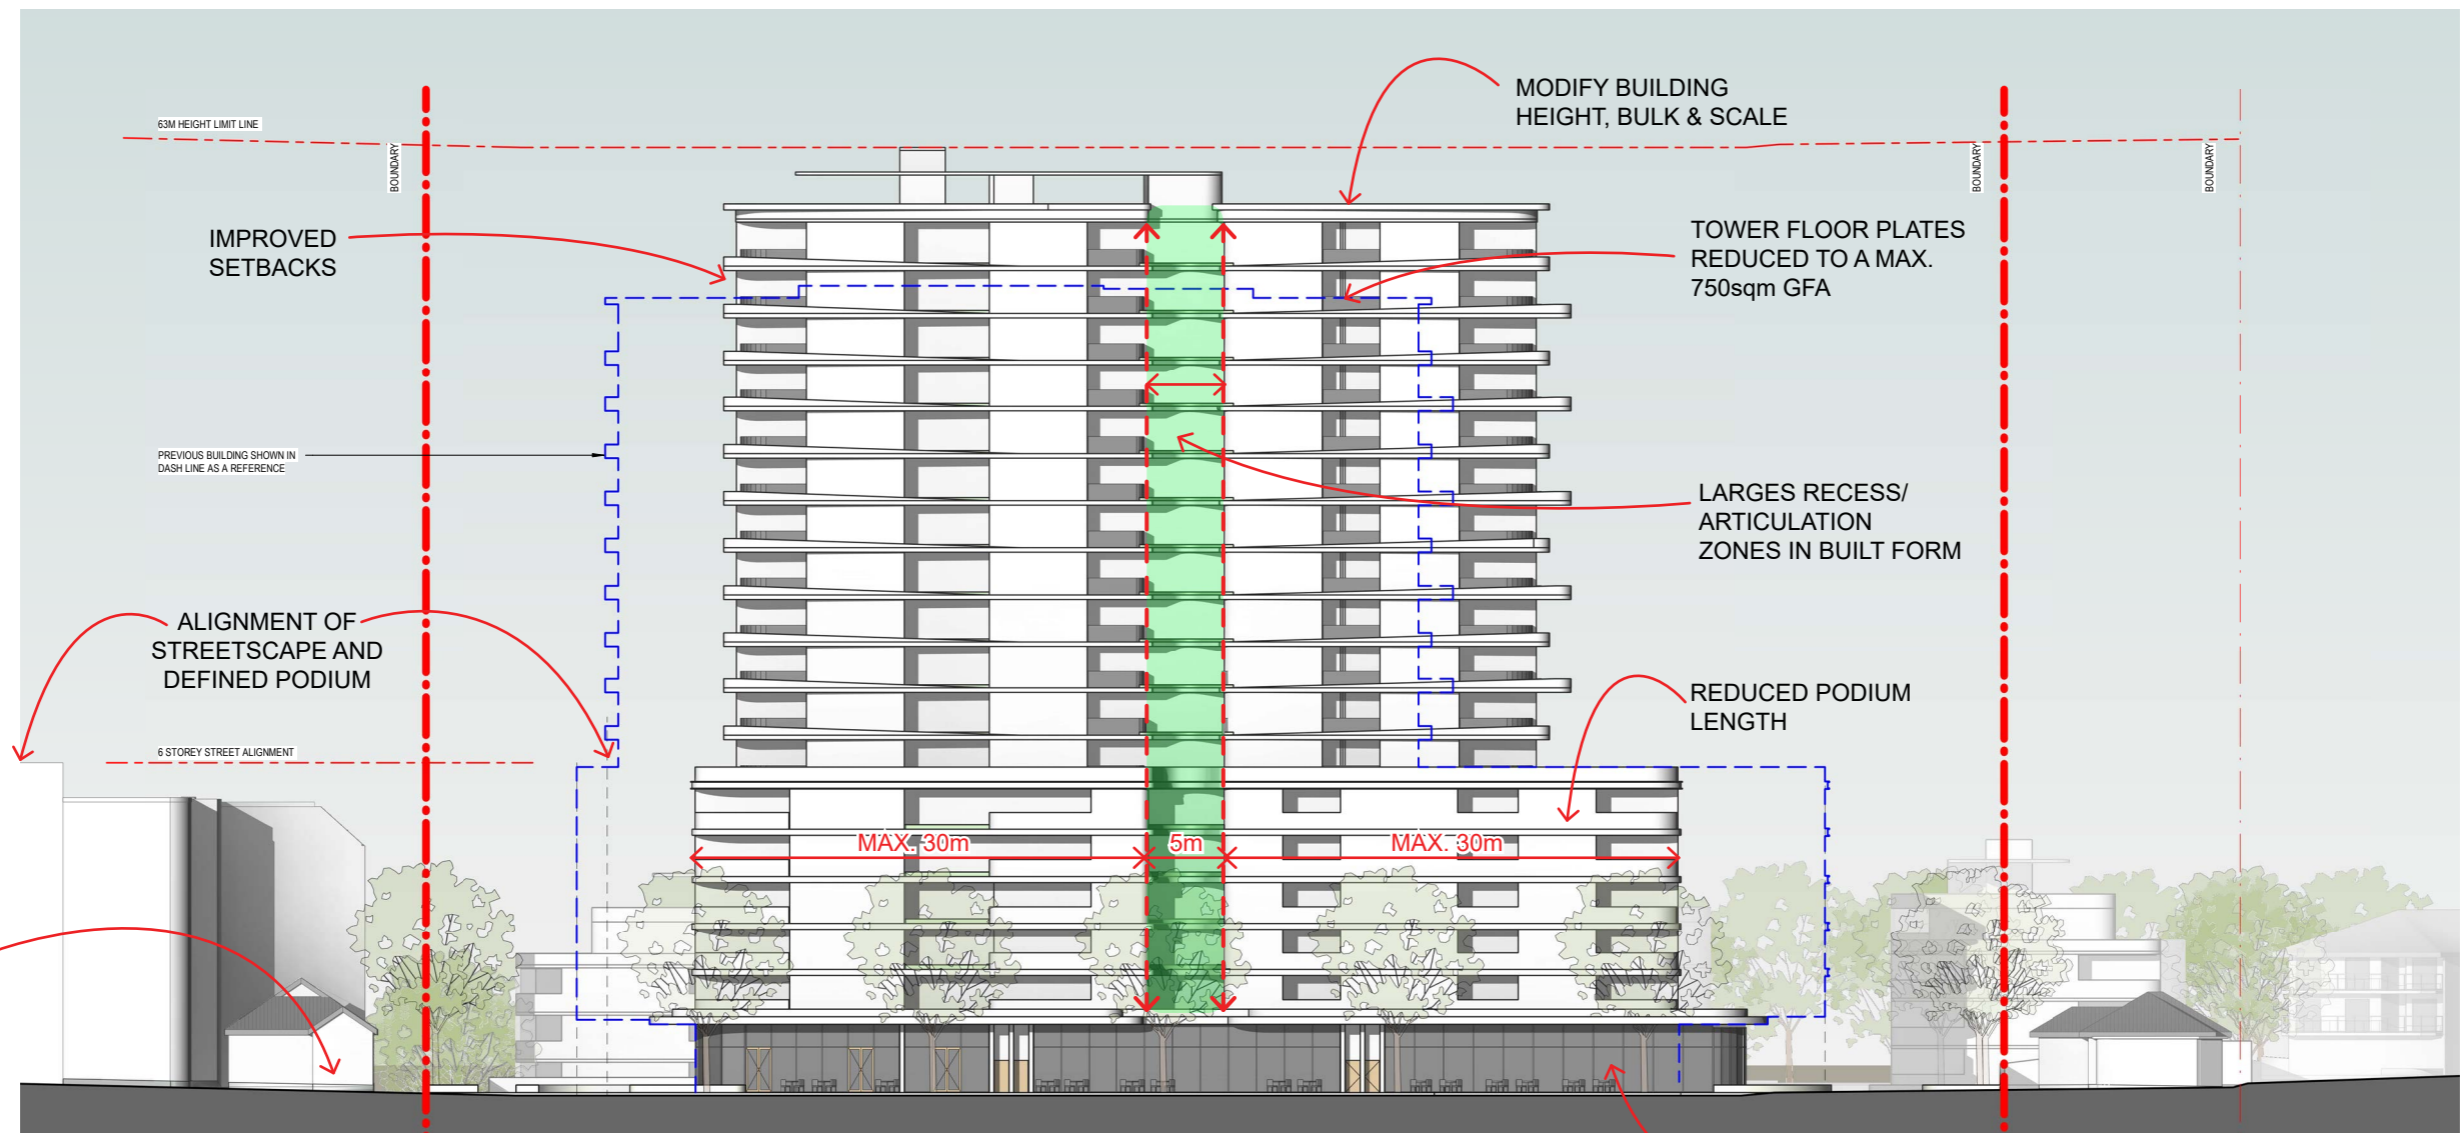 MODIFY BUILDING
HEIGHT, BULK & SCALE
63M HEIGHT LIMIT LINE
BOUNDARY
BOUNDARY
BOUNDARY
IMPROVED
SETBACKS
TOWER FLOOR PLATES
REDUCED TO A MAX.
750sqm GFA
PREVIOUS BUILDING SHOWN IN
DASH LINE AS A REFERENCE
LARGES RECESS/
ARTICULATION
ZONES IN BUILT FORM
ALIGNMENT OF
STREETSCAPE AND
DEFINED PODIUM
REDUCED PODIUM
LENGTH
6 STOREY STREET ALIGNMENT
MAX. 30m
5m
MAX. 30m